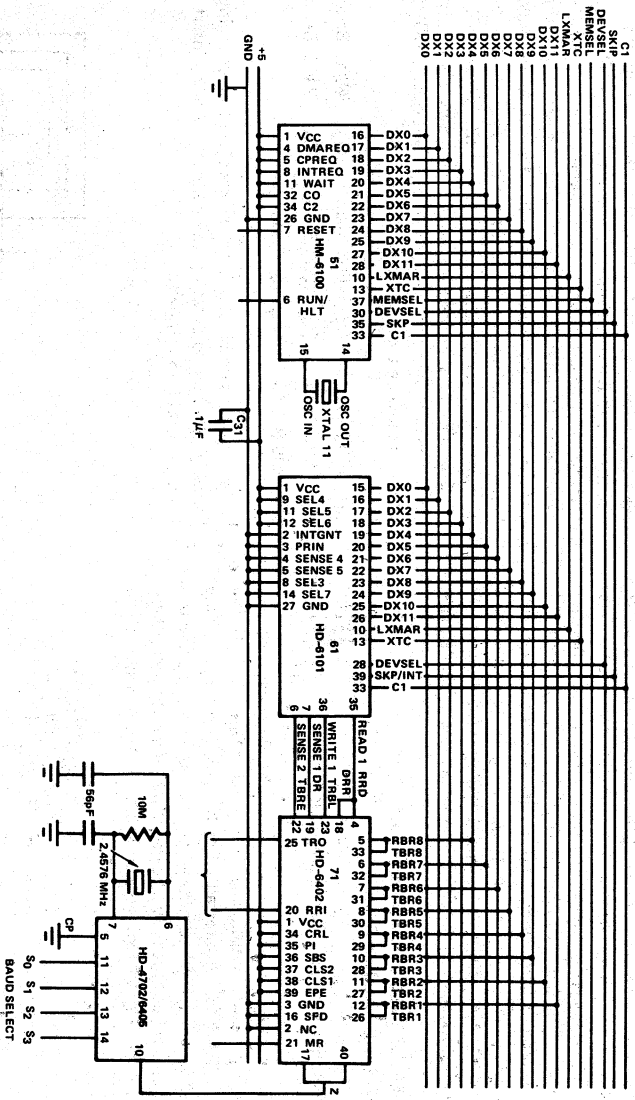 C1
SKIP
DEVSEL
MEMSEL
XTC
LXMAR
DX11
DX10
DX9
DX8
DX7
DX6
DX5
DX4
DX3
DX2
DX1
DX0
+5
GND
1 VCC
4 DMAREQ
5 CPREQ
8 INTREQ
11 WAIT
32 CO
34 C2
26 GND
7 RESET
6 RUN/
HLT
51
HM-6100
16 DX0
17 DX1
18 DX2
19 DX3
20 DX4
21 DX5
22 DX6
23 DX7
24 DX8
25 DX9
27 DX10
28 DX11
10 LXMAR
13 XTC
37 MEMSEL
30 DEVSEL
35 SKP
33 C1
15
14
OSC OUT
XTAL 11
OSC IN
C31
.1μF
1 VCC
9 SEL4
11 SEL5
12 SEL6
2 INTGNT
3 PRIN
4 SENSE 4
5 SENSE 5
8 SEL3
14 SEL7
27 GND
61
HD-6101
15 DX0
16 DX1
17 DX2
18 DX3
19 DX4
20 DX5
21 DX6
22 DX7
23 DX8
24 DX9
25 DX10
26 DX11
10 LXMAR
13 XTC
28 DEVSEL
39 SKP/INT
33 C1
35
36
7
6
READ 1 RRD
DRR
WRITE 1 TRBL
SENSE 1 DR
SENSE 2 TBRE
4
18
23
19
22
25 TRO
71
HD-6402
20 RRI
1 VCC
34 CRL
35 PI
36 SBS
37 CLS2
38 CLS1
39 EPE
3 GND
16 SFD
2 NC
21 MR
5 RBR8
33 TBR8
6 RBR7
32 TBR7
7 RBR6
31 TBR6
8 RBR5
30 TBR5
9 RBR4
29 TBR4
10 RBR3
28 TBR3
11 RBR2
27 TBR2
12 RBR1
26 TBR1
17
40
Z
56pF
10M
2.4576 MHz
6
7
HD-4702/6405
5
CP
11
S0
12
S1
13
S2
14
S3
10
BAUD SELECT